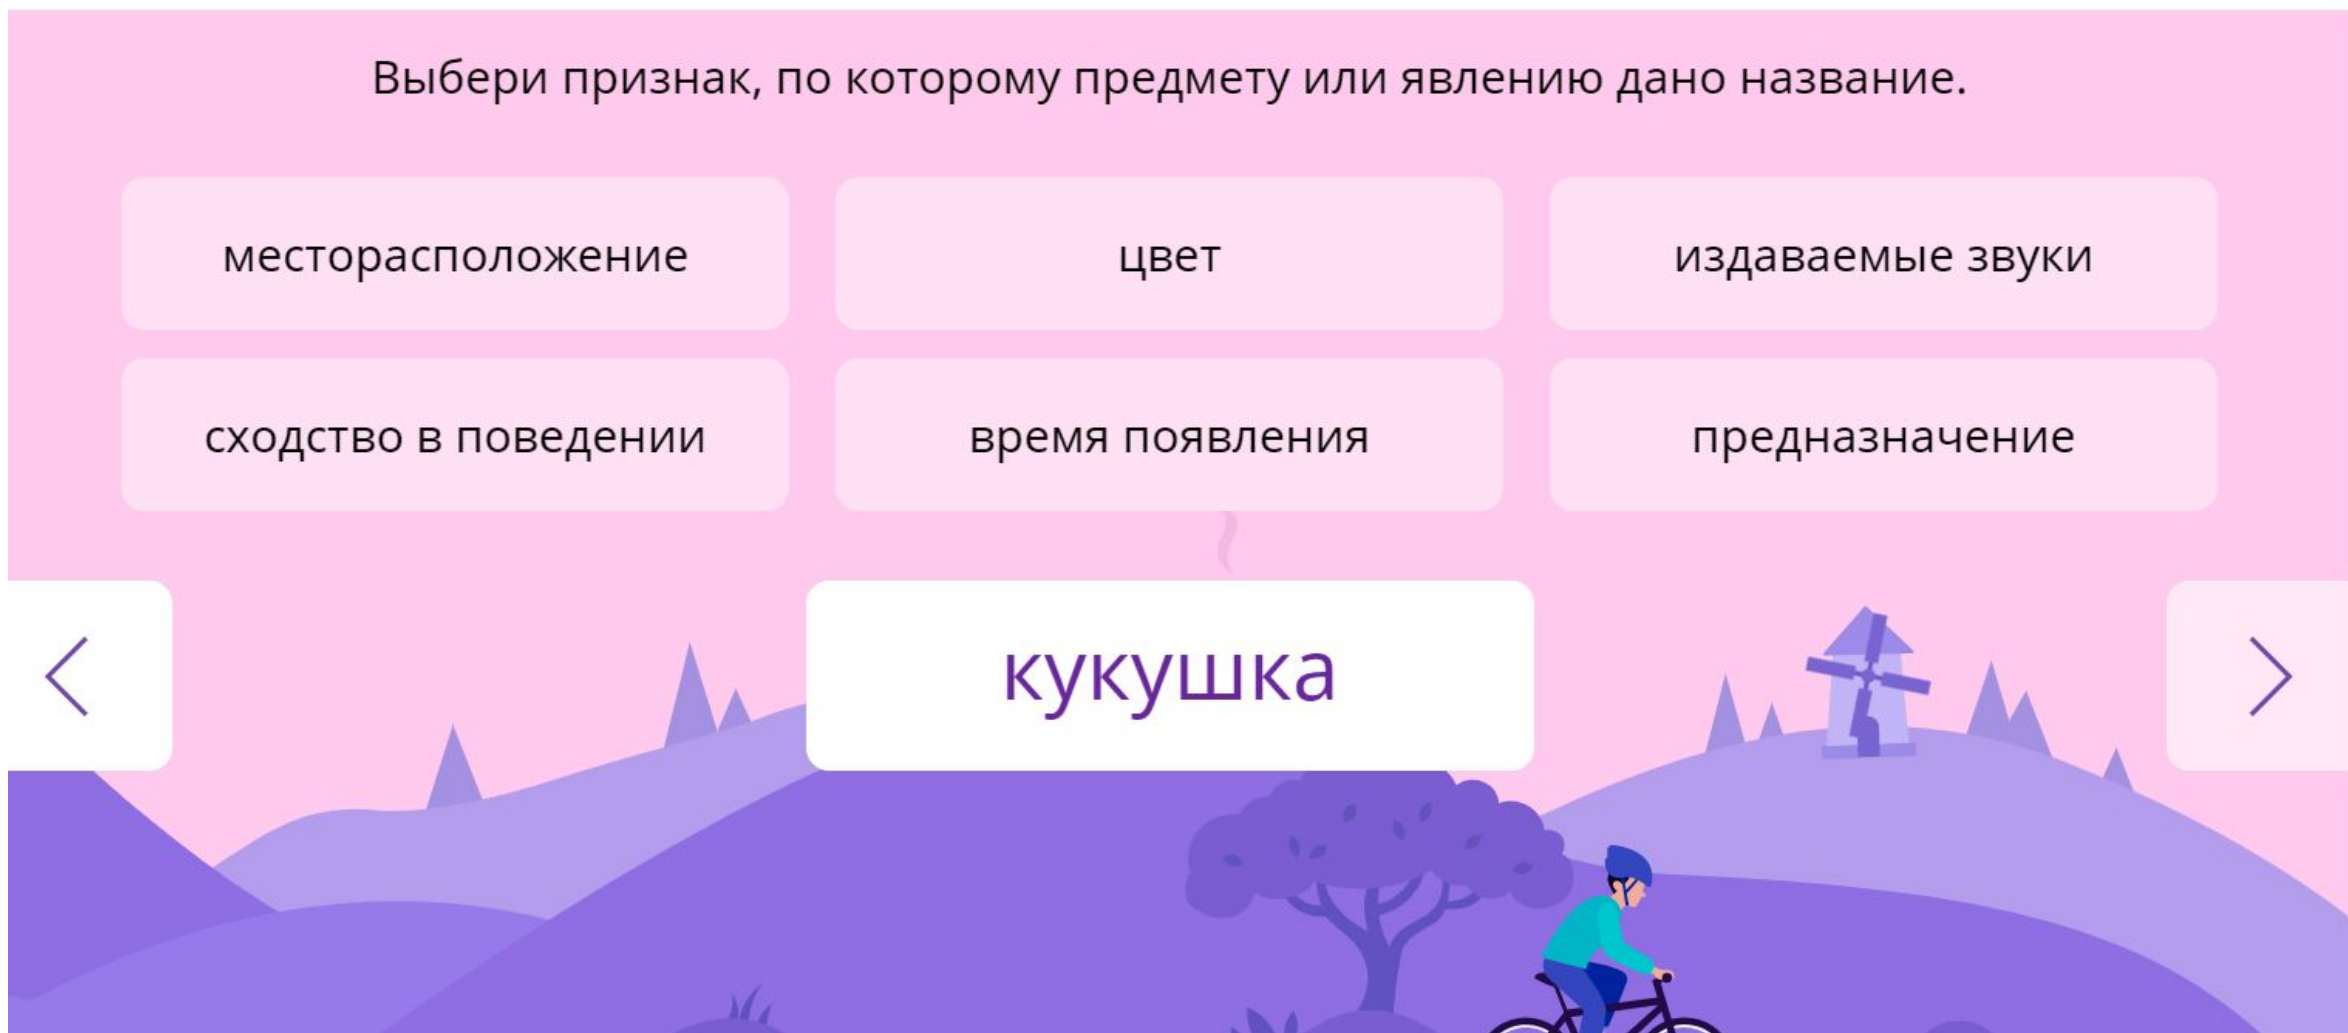 Выбери признак, по которому предмету или явлению дано название.
месторасположение
цвет
издаваемые звуки
сходство в поведении
время появления
предназначение
кукушка